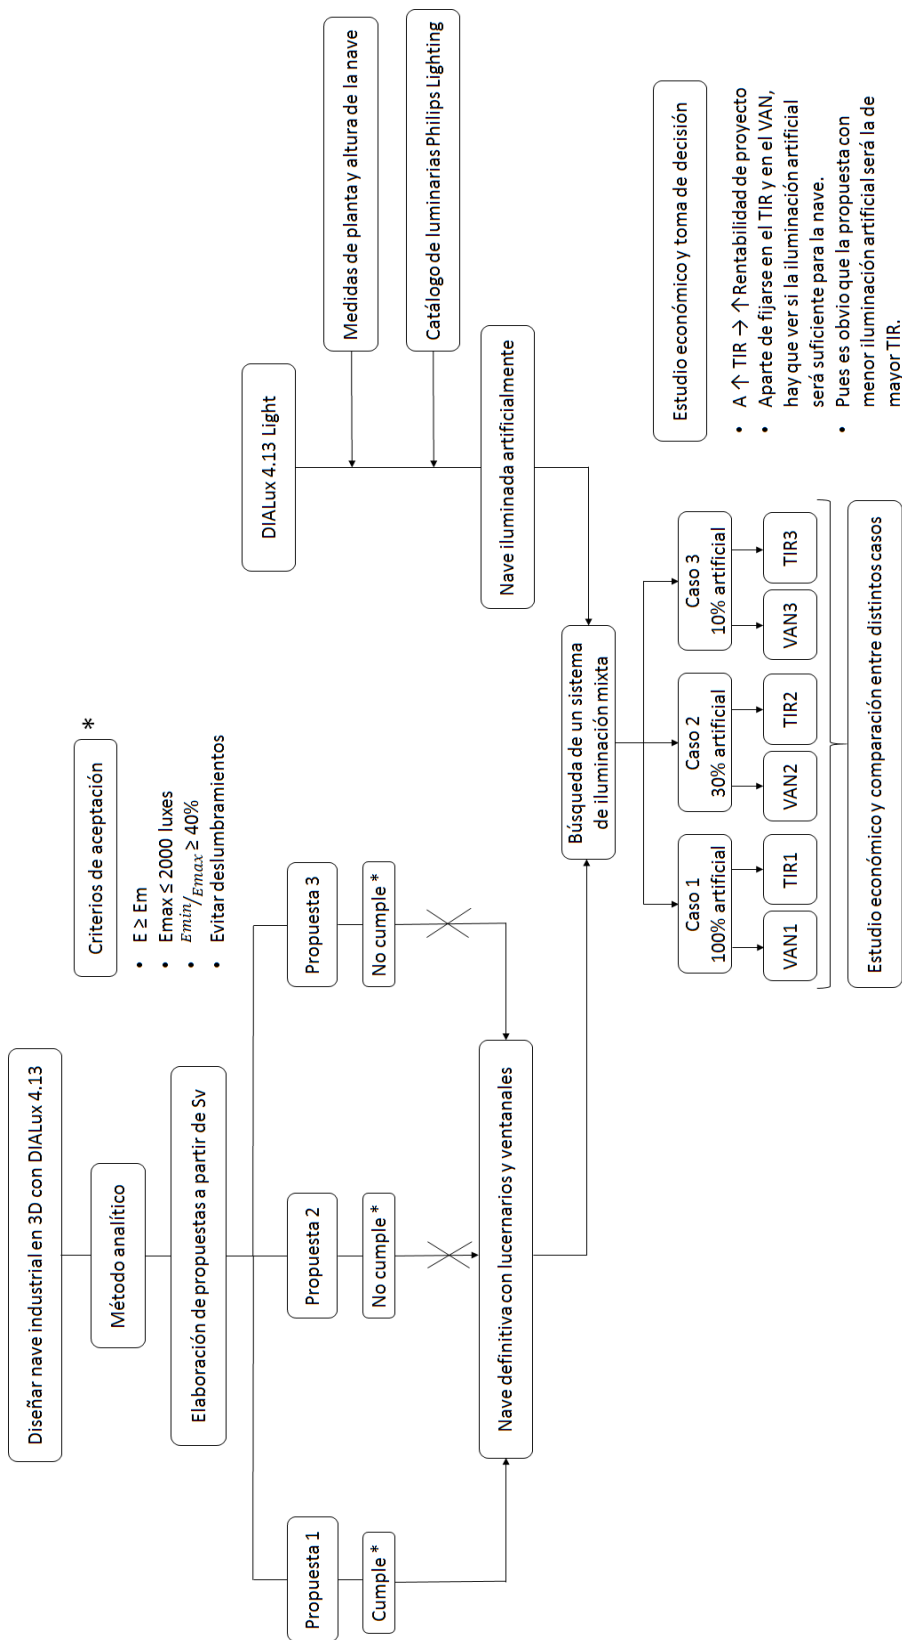 Diseñar nave industrial en 3D con DIALux 4.13
Método analítico
Elaboración de propuestas a partir de Sv
Criterios de aceptación
*
• E ≥ Em
• Emax ≤ 2000 luxes
• Emin/Emax ≥ 40%
• Evitar deslumbramientos
Propuesta 1
Cumple *
Propuesta 2
No cumple *
Propuesta 3
No cumple *
Nave definitiva con lucernarios y ventanales
DIALux 4.13 Light
Medidas de planta y altura de la nave
Catálogo de luminarias Philips Lighting
Nave iluminada artificialmente
Búsqueda de un sistema
de iluminación mixta
Caso 1
100% artificial
Caso 2
30% artificial
Caso 3
10% artificial
VAN1
TIR1
VAN2
TIR2
VAN3
TIR3
Estudio económico y comparación entre distintos casos
Estudio económico y toma de decisión
• A ↑ TIR → ↑Rentabilidad de proyecto
• Aparte de fijarse en el TIR y en el VAN,
hay que ver si la iluminación artificial
será suficiente para la nave.
• Pues es obvio que la propuesta con
menor iluminación artificial será la de
mayor TIR.